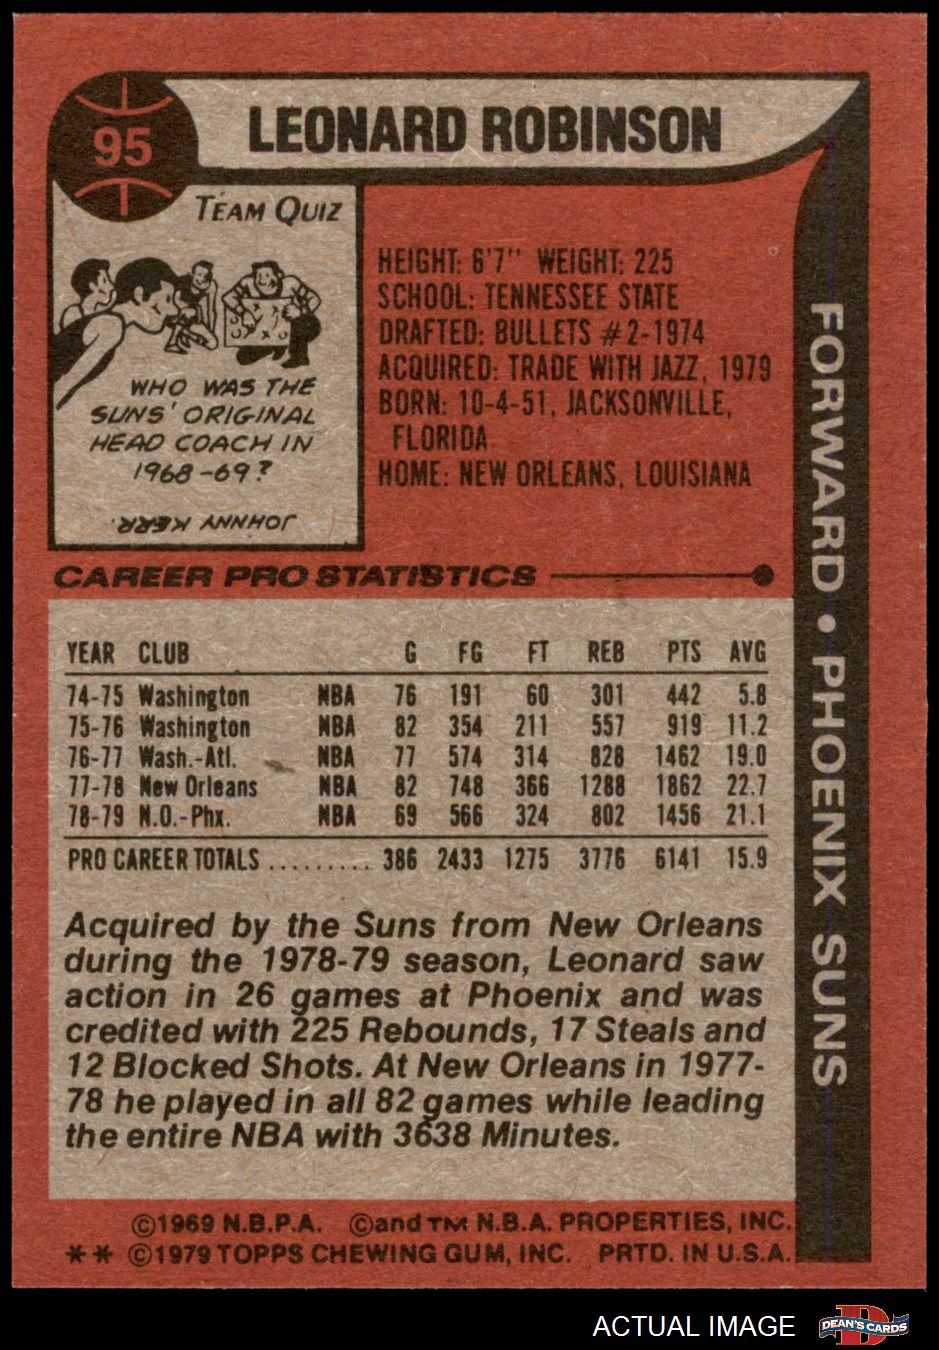 95
LEONARD ROBINSON
TEAM QUIZ
WHO WAS THE
SUNS' ORIGINAL
HEAD COACH IN
1968-69?
JOHNNY KERR
HEIGHT: 6'7" WEIGHT: 225
SCHOOL: TENNESSEE STATE
DRAFTED: BULLETS #2-1974
ACQUIRED: TRADE WITH JAZZ, 1979
BORN: 10-4-51, JACKSONVILLE,
FLORIDA
HOME: NEW ORLEANS, LOUISIANA
FORWARD • PHOENIX SUNS
CAREER PRO STATISTICS
YEAR CLUB G FG FT REB PTS AVG
74-75 Washington NBA 76 191 60 301 442 5.8
75-76 Washington NBA 82 354 211 557 919 11.2
76-77 Wash.-Atl. NBA 77 574 314 828 1462 19.0
77-78 New Orleans NBA 82 748 366 1288 1862 22.7
78-79 N.O.-Phx. NBA 69 566 324 802 1456 21.1
PRO CAREER TOTALS ......... 386 2433 1275 3776 6141 15.9
Acquired by the Suns from New Orleans
during the 1978-79 season, Leonard saw
action in 26 games at Phoenix and was
credited with 225 Rebounds, 17 Steals and
12 Blocked Shots. At New Orleans in 1977-
78 he played in all 82 games while leading
the entire NBA with 3638 Minutes.
©1969 N.B.P.A. ©and TM N.B.A. PROPERTIES, INC.
** ©1979 TOPPS CHEWING GUM, INC. PRTD. IN U.S.A.
ACTUAL IMAGE
D
DEAN'S CARDS